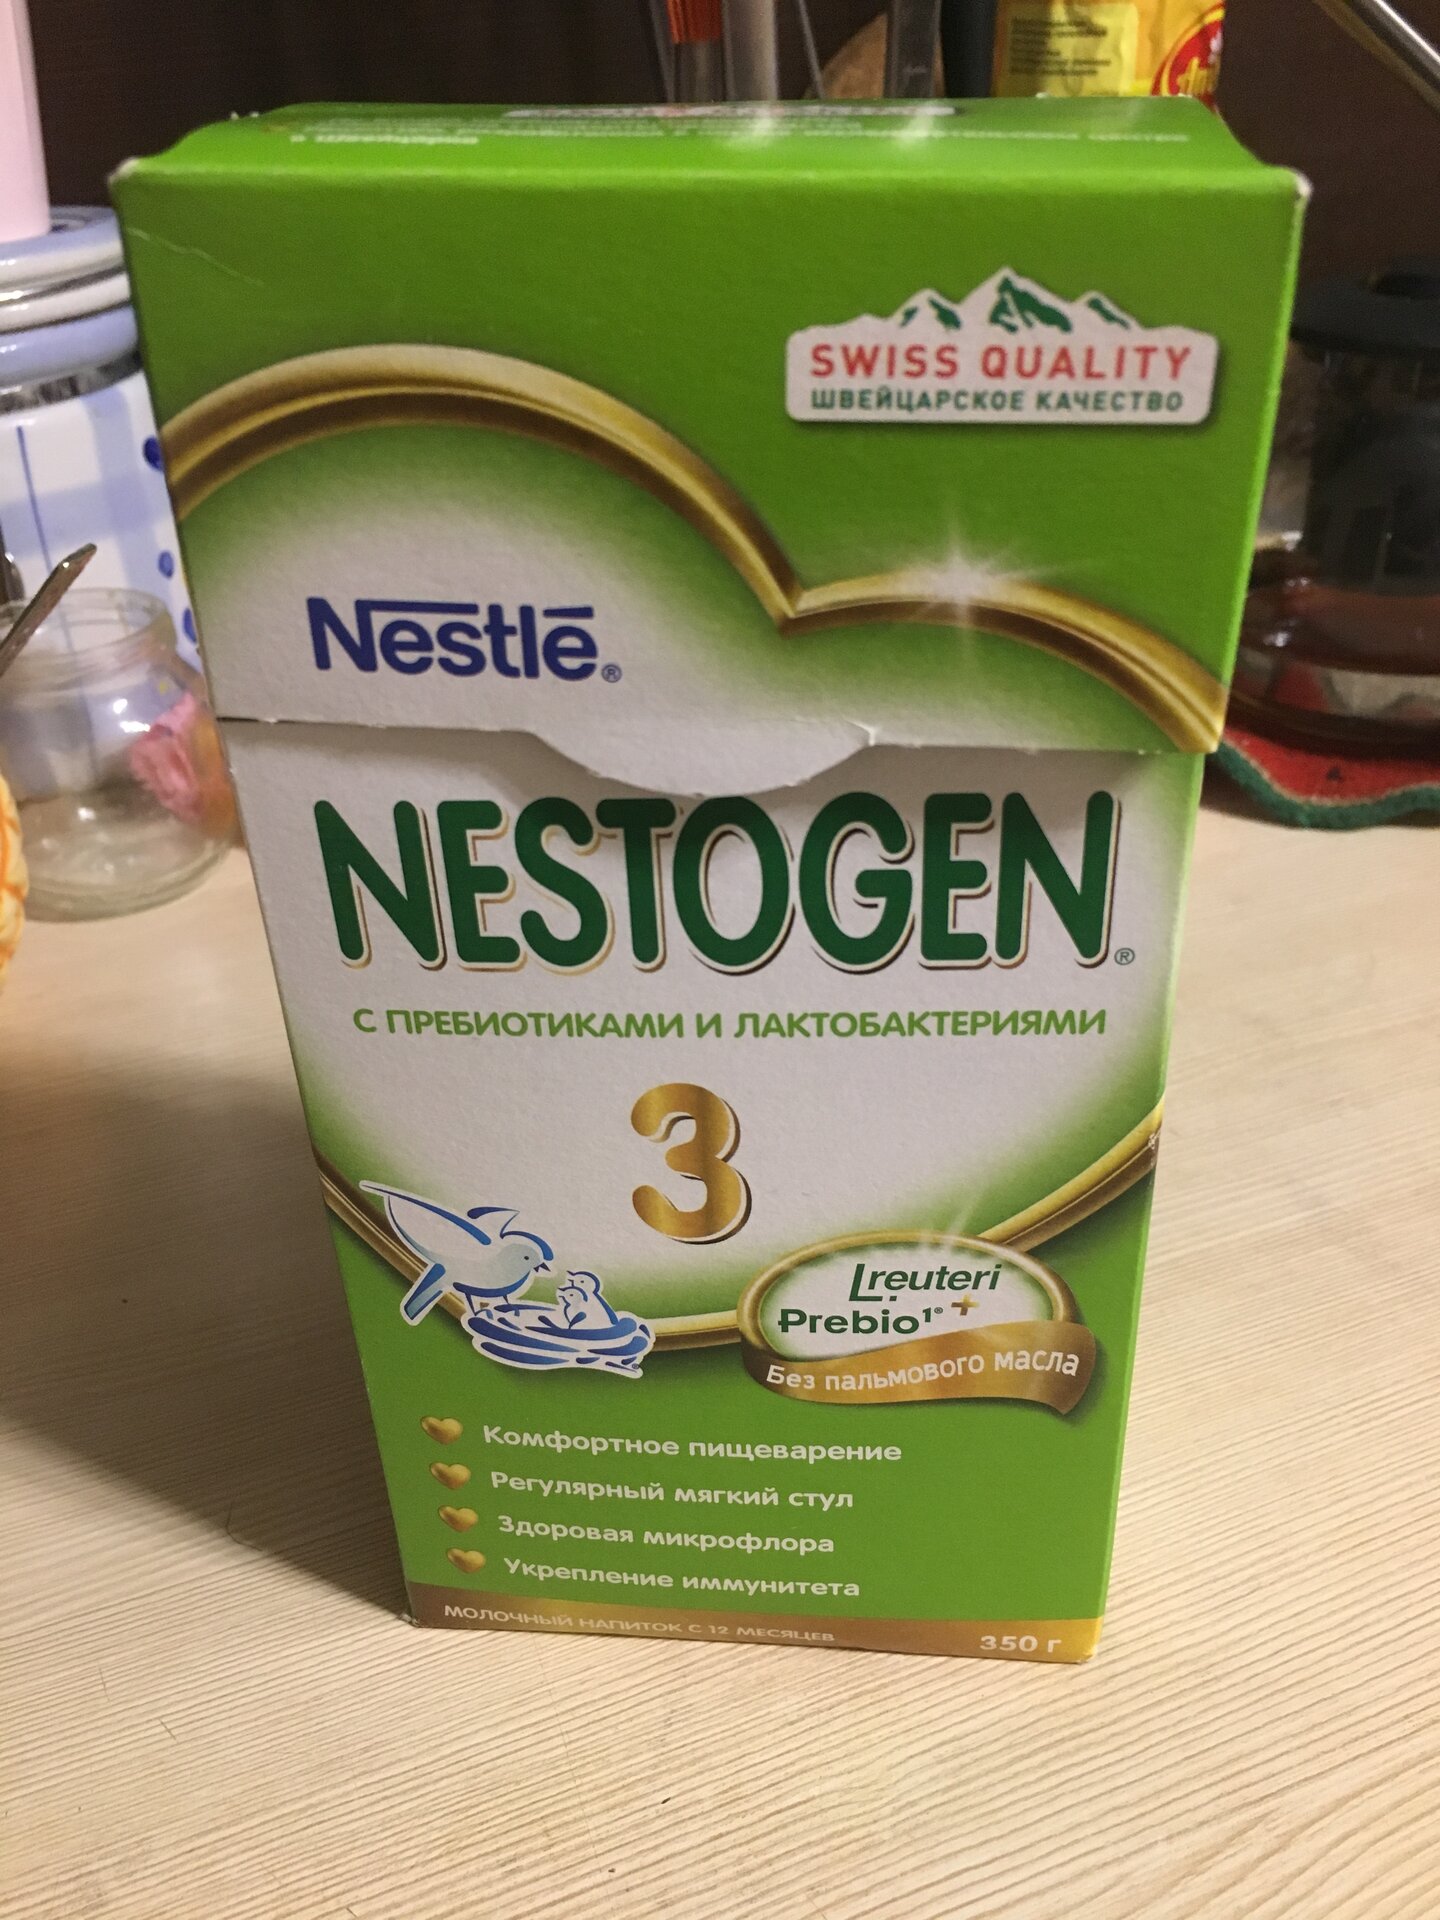 SWISS QUALITY
ШВЕЙЦАРСКОЕ КАЧЕСТВО
Nestlé®
NESTOGEN®
С ПРЕБИОТИКАМИ И ЛАКТОБАКТЕРИЯМИ
3
L.reuteri
+
Prebio¹®
Без пальмового масла
Комфортное пищеварение
Регулярный мягкий стул
Здоровая микрофлора
Укрепление иммунитета
МОЛОЧНЫЙ НАПИТОК С 12 МЕСЯЦЕВ
350 г